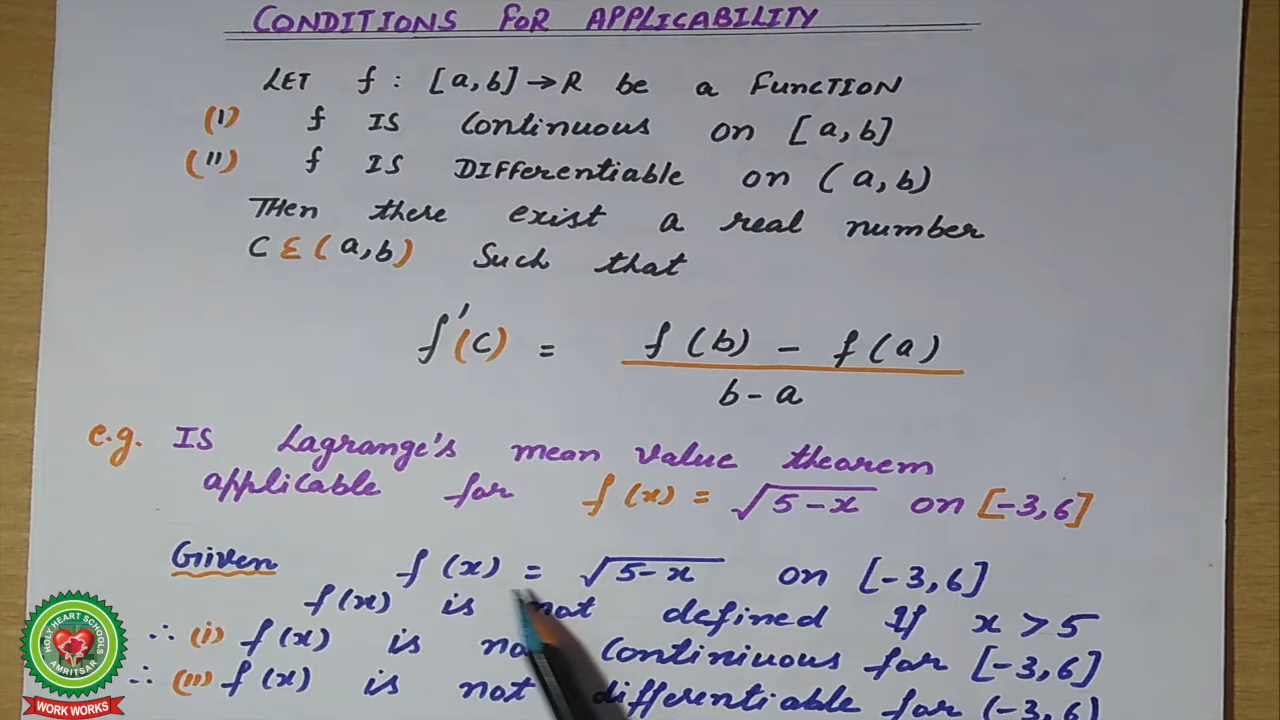 CONDITIONS FOR APPLICABILITY
LET f : [a,b] → R be a FUNCTION
(I) f IS continuous on [a,b]
(II) f IS DIFFerentiable on (a,b)
THen there exist a real number
C Ɛ (a,b) Such that
f'(c) = f(b) - f(a)
b-a
e.g. IS Lagrange's mean value theorem
applicable for f(x) = √5-x on [-3,6]
Given f(x) = √5-x on [-3,6]
f(x) is not defined If x > 5
∴ (i) f(x) is continiuous for [-3,6]
∴ (II) f(x) is not differentiable for (-3,6)
HOLY HEART SCHOOLS
AMRITSAR
WORK WORKS